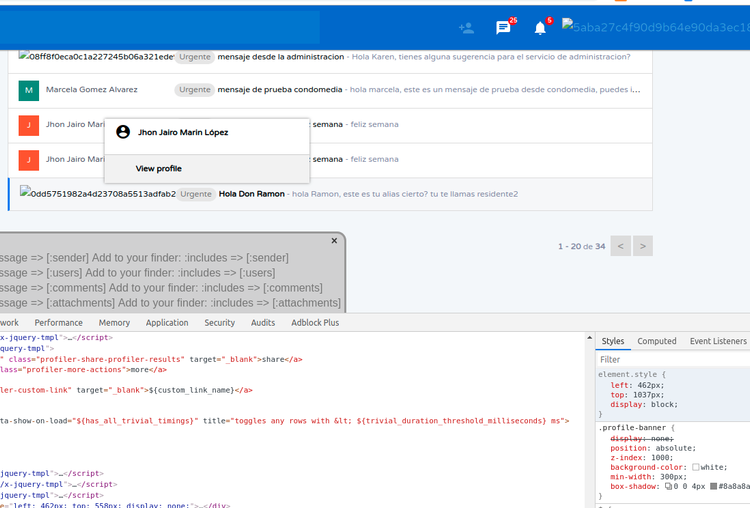 25
5
5aba27c4f90d9b64e90da3ec18
08ff8f0eca0c1a227245b06a321ede Urgente mensaje desde la administracion - Hola Karen, tienes alguna sugerencia para el servicio de administracion?
M Marcela Gomez Alvarez Urgente mensaje de prueba condomedia - hola marcela, este es un mensaje de prueba desde condomedia, puedes i...
J Jhon Jairo Mari semana - feliz semana
Jhon Jairo Marin López
J Jhon Jairo Mari semana - feliz semana
View profile
0dd5751982a4d23708a5513adfab2 Urgente Hola Don Ramon - hola Ramon, este es tu alias cierto? tu te llamas residente2
1 - 20 de 34 < >
×
ssage => [:sender] Add to your finder: :includes => [:sender]
ssage => [:users] Add to your finder: :includes => [:users]
ssage => [:comments] Add to your finder: :includes => [:comments]
ssage => [:attachments] Add to your finder: :includes => [:attachments]
work Performance Memory Application Security Audits Adblock Plus
x-jquery-tmpl">…</script>
query-tmpl">
" class="profiler-share-profiler-results" target="_blank">share</a>
lass="profiler-more-actions">more</a>
ler-custom-link" target="_blank">${custom_link_name}</a>
ta-show-on-load="${has_all_trivial_timings}" title="toggles any rows with &lt; ${trivial_duration_threshold_milliseconds} ms">
jquery-tmpl">…</script>
/x-jquery-tmpl">…</script>
jquery-tmpl">…</script>
e="left: 462px; top: 558px; display: none;">…</div>
Styles Computed Event Listeners
Filter
element.style {
left: 462px;
top: 1037px;
display: block;
}
.profile-banner {
display: none;
position: absolute;
z-index: 1000;
background-color: white;
min-width: 300px;
box-shadow: 0 0 4px #8a8a8a
}